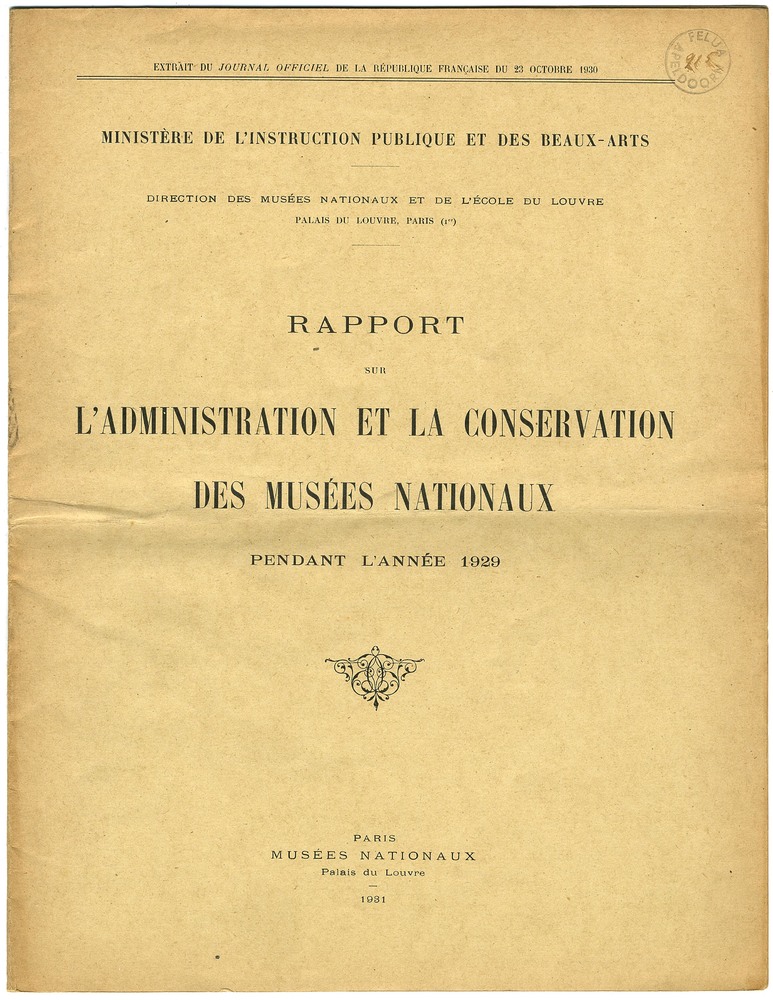 EXTRAIT DU JOURNAL OFFICIEL DE LA RÉPUBLIQUE FRANÇAISE DU 23 OCTOBRE 1930
FELUA
APELDOORN
MINISTÈRE DE L'INSTRUCTION PUBLIQUE ET DES BEAUX-ARTS
DIRECTION DES MUSÉES NATIONAUX ET DE L'ÉCOLE DU LOUVRE
PALAIS DU LOUVRE, PARIS (1er)
RAPPORT
SUR
L'ADMINISTRATION ET LA CONSERVATION
DES MUSÉES NATIONAUX
PENDANT L'ANNÉE 1929
PARIS
MUSÉES NATIONAUX
Palais du Louvre
1931